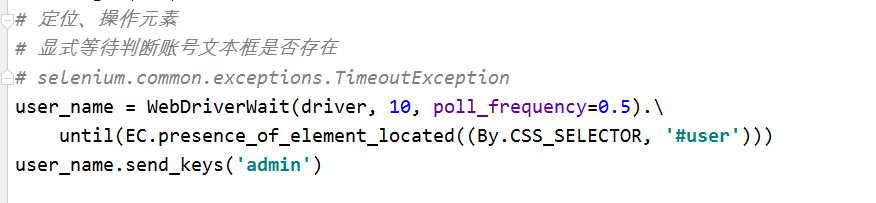 # 定位、操作元素
# 显式等待判断账号文本框是否存在
# selenium.common.exceptions.TimeoutException
user_name = WebDriverWait(driver, 10, poll_frequency=0.5).\
    until(EC.presence_of_element_located((By.CSS_SELECTOR, '#user')))
user_name.send_keys('admin')